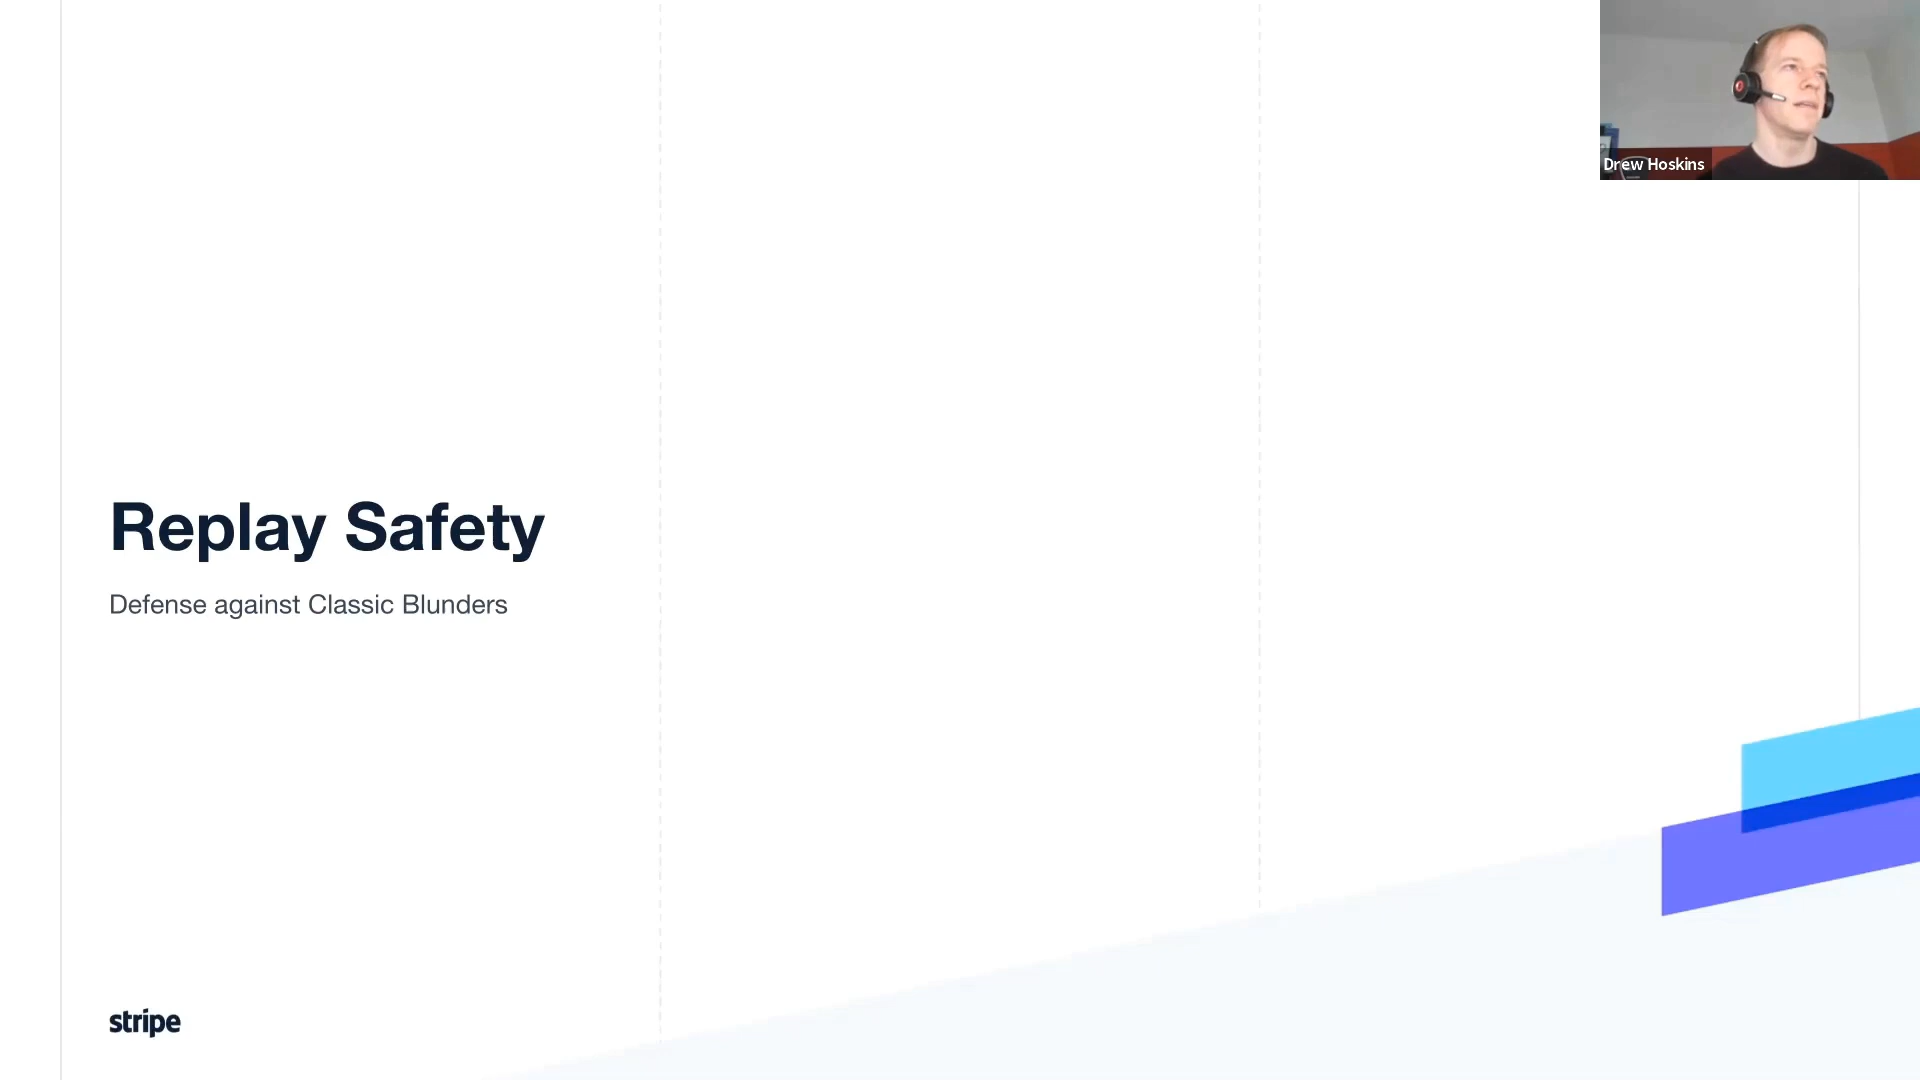 Drew Hoskins
Replay Safety
Defense against Classic Blunders
stripe